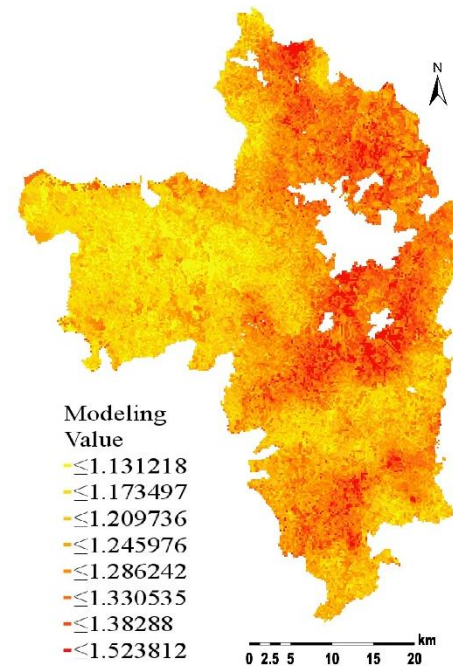 N
Modeling
Value
≤1.131218
≤1.173497
≤1.209736
≤1.245976
≤1.286242
≤1.330535
≤1.38288
≤1.523812
km
0 2.5 5 10 15 20